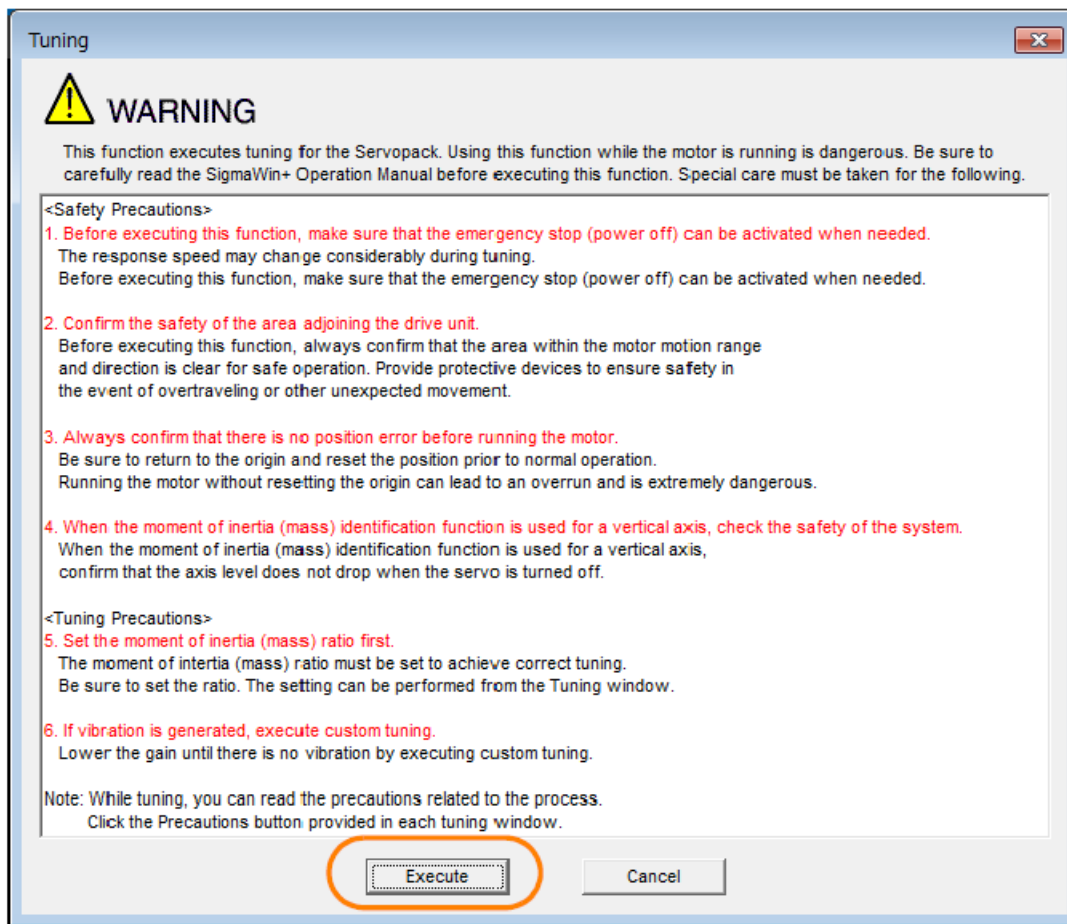 Tuning
WARNING
This function executes tuning for the Servopack. Using this function while the motor is running is dangerous. Be sure to
carefully read the SigmaWin+ Operation Manual before executing this function. Special care must be taken for the following.
<Safety Precautions>
1. Before executing this function, make sure that the emergency stop (power off) can be activated when needed.
The response speed may change considerably during tuning.
Before executing this function, make sure that the emergency stop (power off) can be activated when needed.
2. Confirm the safety of the area adjoining the drive unit.
Before executing this function, always confirm that the area within the motor motion range
and direction is clear for safe operation. Provide protective devices to ensure safety in
the event of overtraveling or other unexpected movement.
3. Always confirm that there is no position error before running the motor.
Be sure to return to the origin and reset the position prior to normal operation.
Running the motor without resetting the origin can lead to an overrun and is extremely dangerous.
4. When the moment of inertia (mass) identification function is used for a vertical axis, check the safety of the system.
When the moment of inertia (mass) identification function is used for a vertical axis,
confirm that the axis level does not drop when the servo is turned off.
<Tuning Precautions>
5. Set the moment of inertia (mass) ratio first.
The moment of intertia (mass) ratio must be set to achieve correct tuning.
Be sure to set the ratio. The setting can be performed from the Tuning window.
6. If vibration is generated, execute custom tuning.
Lower the gain until there is no vibration by executing custom tuning.
Note: While tuning, you can read the precautions related to the process.
Click the Precautions button provided in each tuning window.
Execute
Cancel